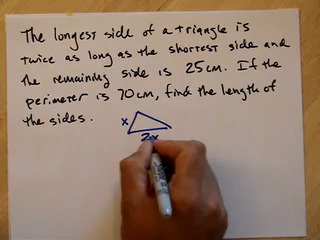 The longest side of a triangle is
twice as long as the shortest side and
the remaining side is 25cm. If the
perimeter is 70cm, find the length of
the sides.
x
2x